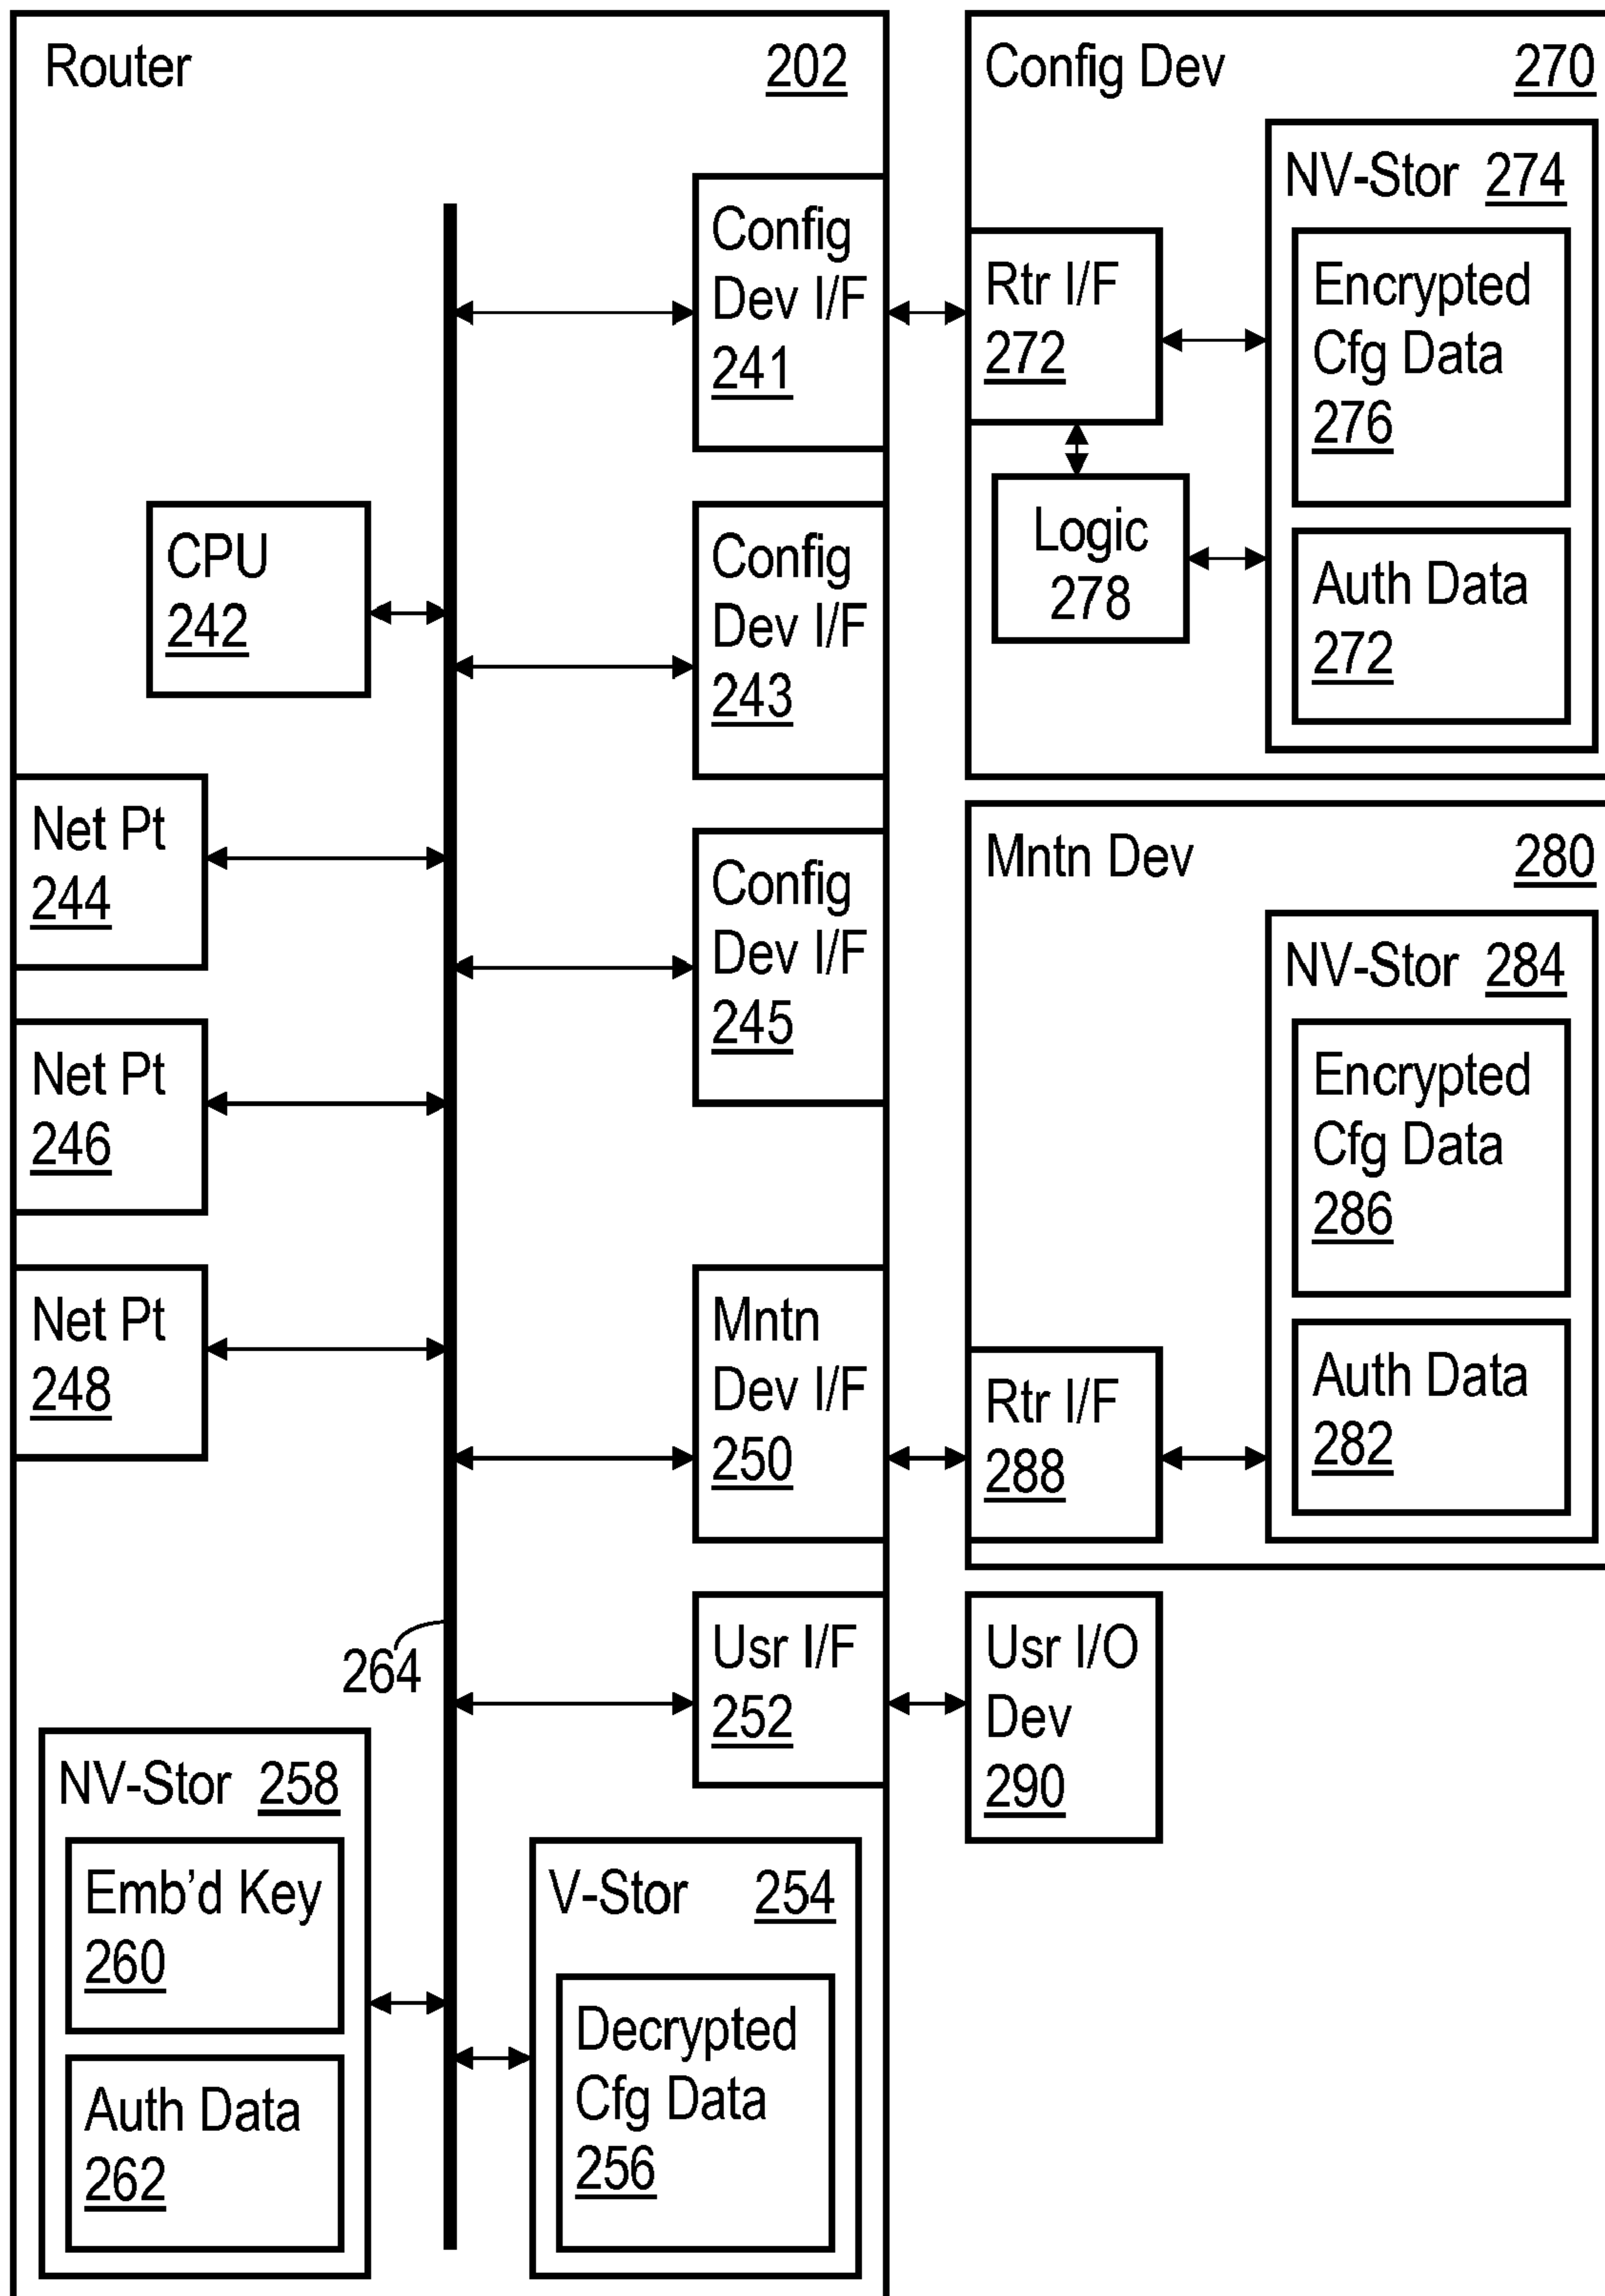 Router 202
Config
Dev I/F
241
CPU
242
Config
Dev I/F
243
Net Pt
244
Config
Dev I/F
245
Net Pt
246
Net Pt
248
Mntn
Dev I/F
250
264
Usr I/F
252
NV-Stor 258
Emb'd Key
260
Auth Data
262
V-Stor 254
Decrypted
Cfg Data
256
Config Dev 270
Rtr I/F
272
Logic
278
NV-Stor 274
Encrypted
Cfg Data
276
Auth Data
272
Mntn Dev 280
NV-Stor 284
Encrypted
Cfg Data
286
Auth Data
282
Rtr I/F
288
Usr I/O
Dev
290